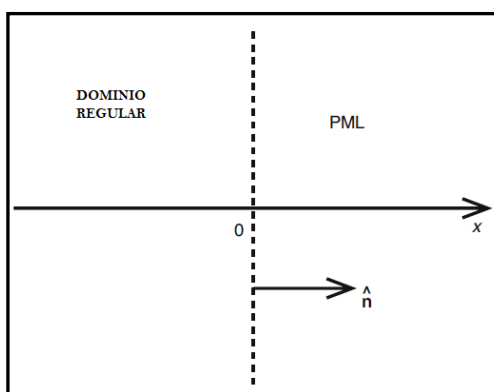 DOMINIO
REGULAR
PML
0
x
n̂